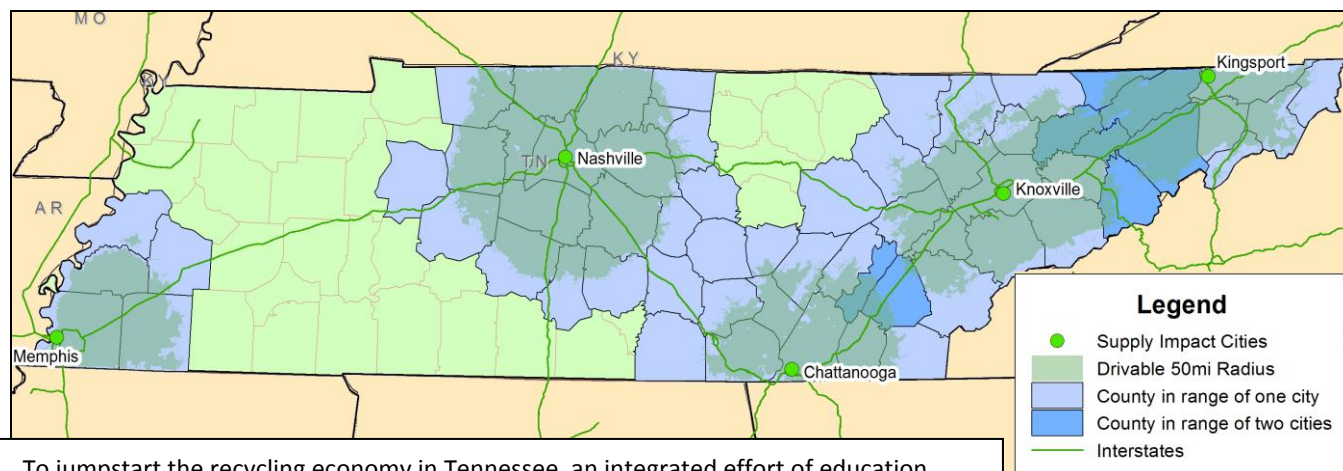 MO
KY
KY
Kingsport
Nashville
TN
Knoxville
AR
Memphis
Chattanooga
Legend
Supply Impact Cities
Drivable 50mi Radius
County in range of one city
County in range of two cities
Interstates
To jumpstart the recycling economy in Tennessee, an integrated effort of education